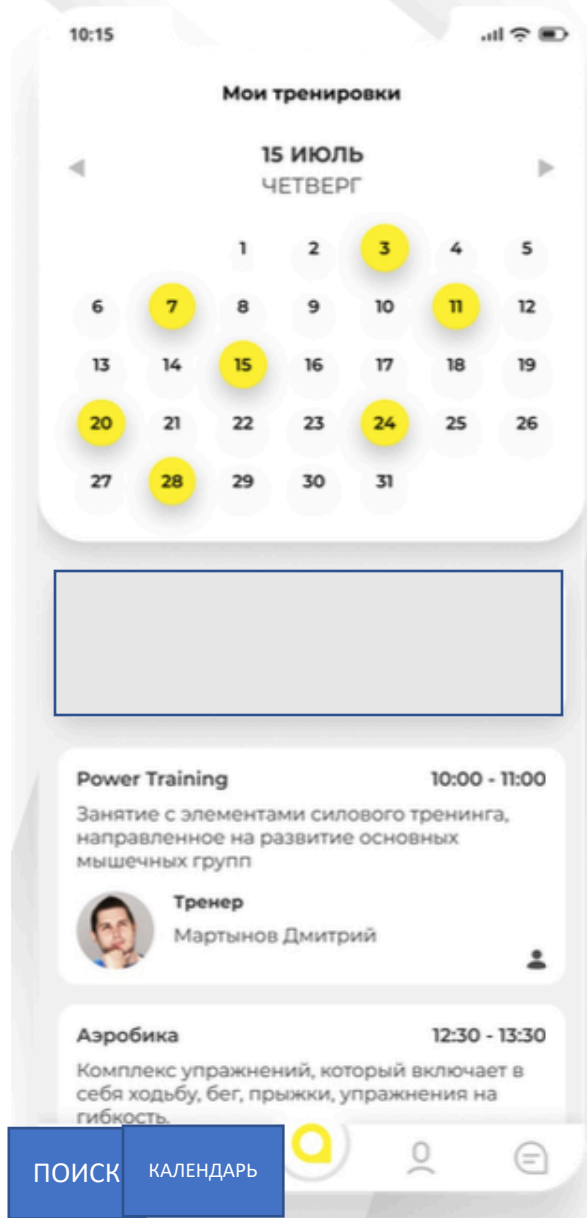 10:15
Мои тренировки
15 ИЮЛЬ
ЧЕТВЕРГ
1 2 3 4 5
6 7 8 9 10 11 12
13 14 15 16 17 18 19
20 21 22 23 24 25 26
27 28 29 30 31
Power Training 10:00 - 11:00
Занятие с элементами силового тренинга,
направленное на развитие основных
мышечных групп
Тренер
Мартынов Дмитрий
Аэробика 12:30 - 13:30
Комплекс упражнений, который включает в
себя ходьбу, бег, прыжки, упражнения на
гибкость.
ПОИСК КАЛЕНДАРЬ